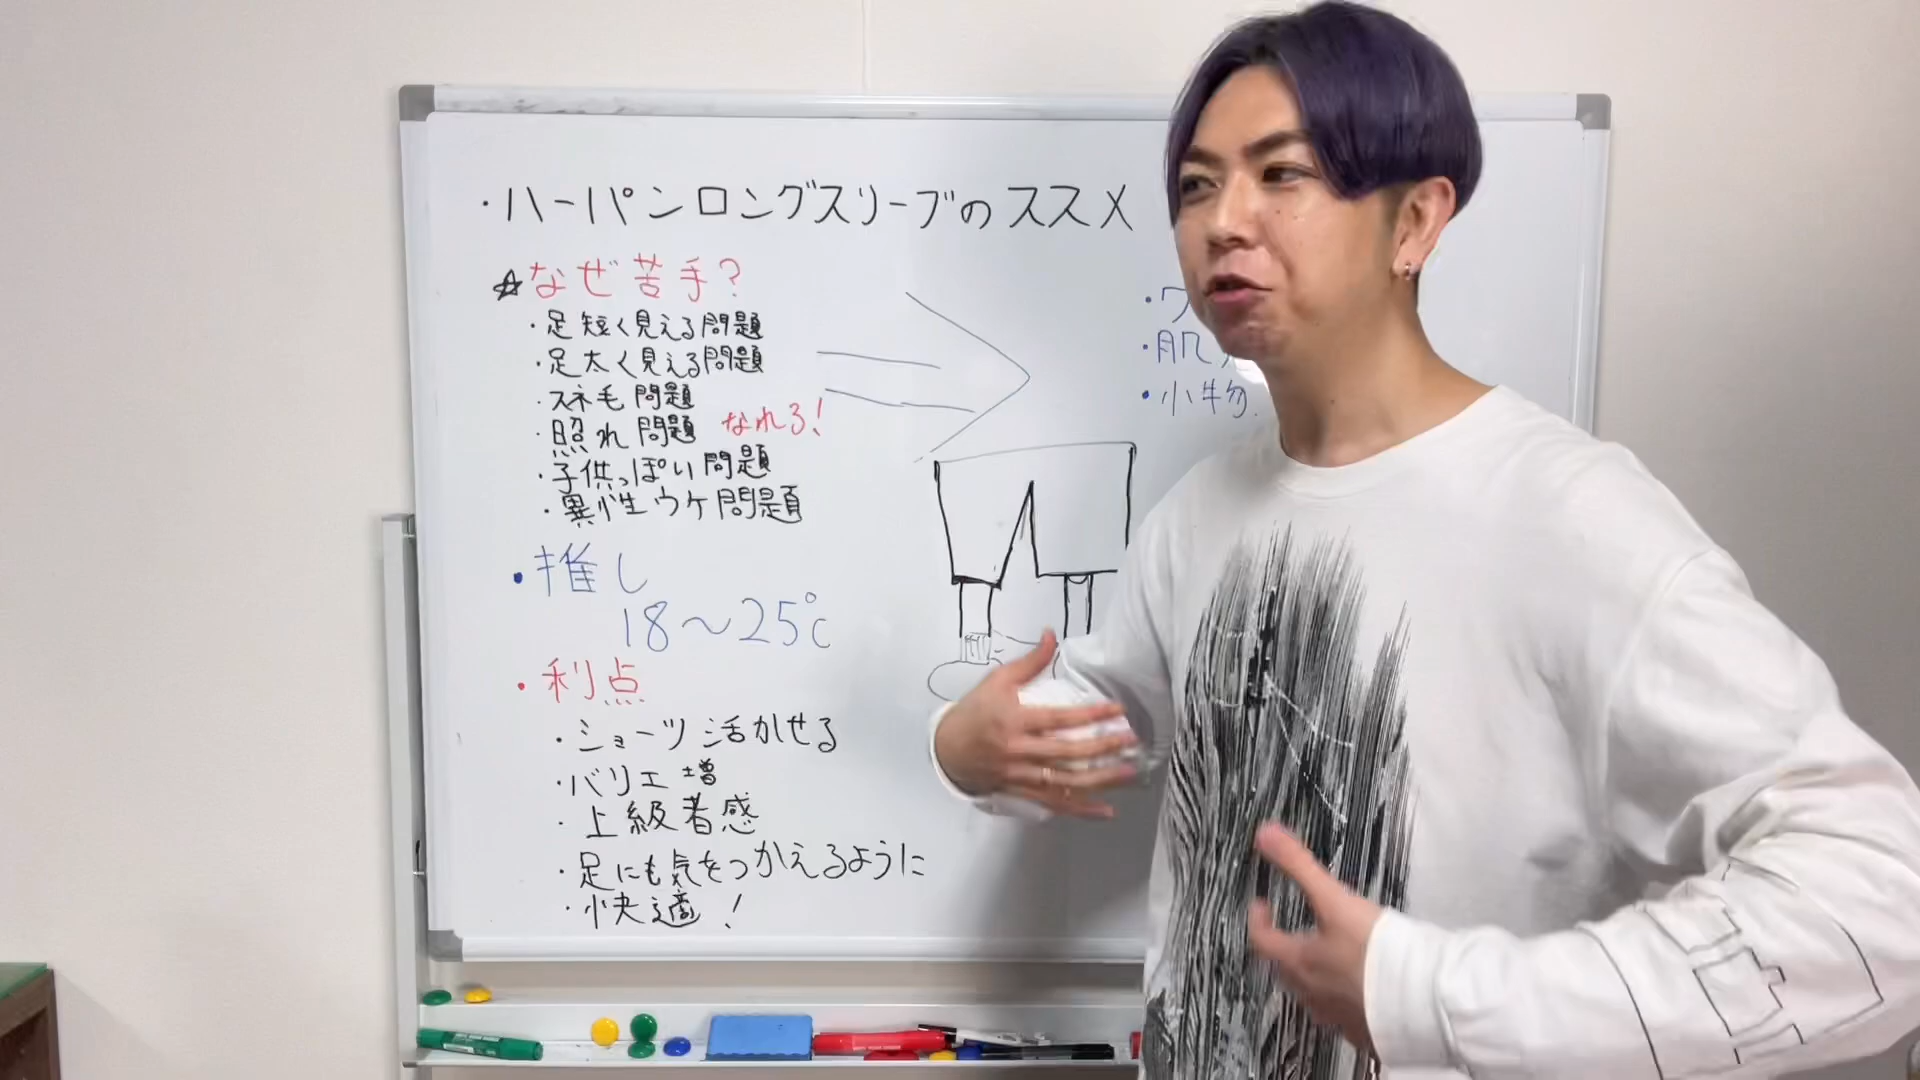 ・ハーパンロングスリーブのススメ
☆なぜ苦手?
・足短く見える問題
・足太く見える問題
・スネ毛問題
・照れ問題 なれろ!
・子供っぽい問題
・異性ウケ問題
・推し
18〜25℃
・利点
・ショーツ活かせる
・バリエ増
・上級者感
・足にも気をつかえるように
・快適!
・ワ
・肌
・小物